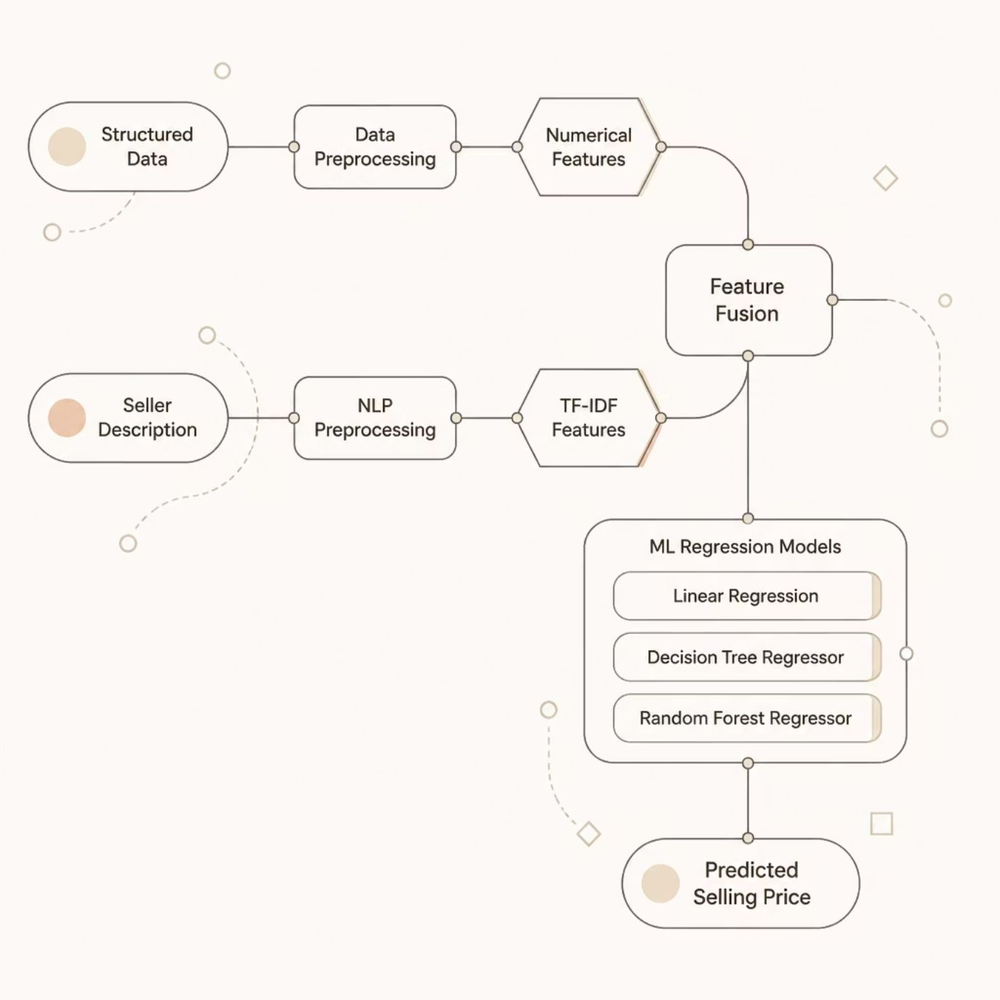 Structured
Data
Data
Preprocessing
Numerical
Features
Feature
Fusion
Seller
Description
NLP
Preprocessing
TF-IDF
Features
ML Regression Models
Linear Regression
Decision Tree Regressor
Random Forest Regressor
Predicted
Selling Price